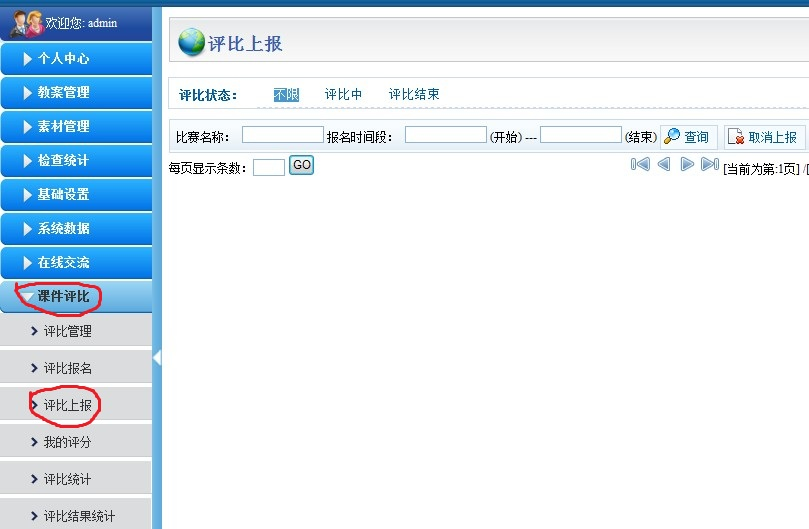 欢迎您: admin
个人中心
教案管理
素材管理
检查统计
基础设置
系统数据
在线交流
课件评比
评比管理
评比报名
评比上报
我的评分
评比统计
评比结果统计
评比上报
评比状态： 不限 评比中 评比结束
比赛名称： 报名时间段： (开始) --- (结束) 查询 取消上报
每页显示条数： GO [当前为第:1页] /[